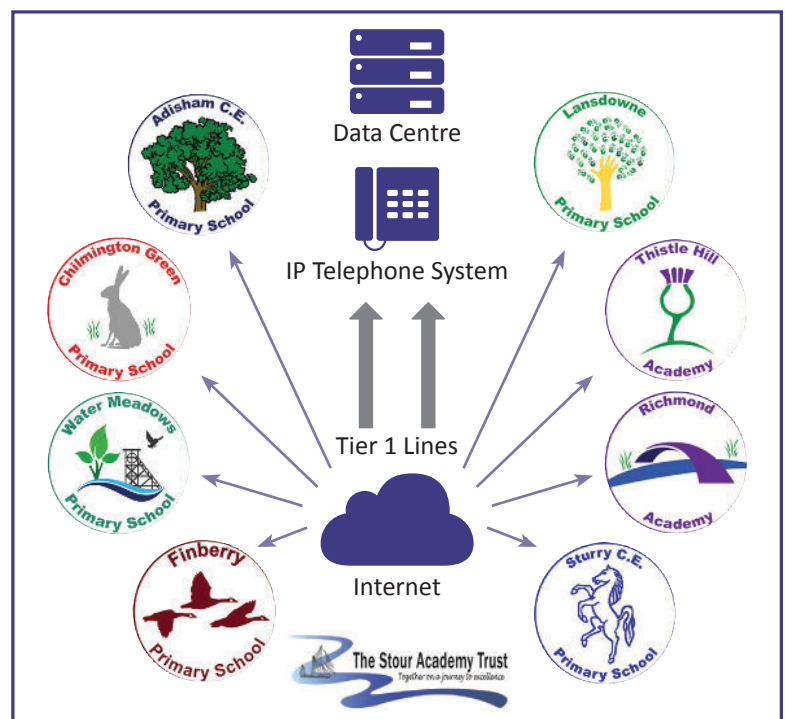 Data Centre
IP Telephone System
Tier 1 Lines
Internet
Adisham C.E.
Primary School
Chilmington Green
Primary School
Water Meadows
Primary School
Finberry
Primary School
Lansdowne
Primary School
Thistle Hill
Academy
Richmond
Academy
Sturry C.E.
Primary School
The Stour Academy Trust
Together on a journey to excellence